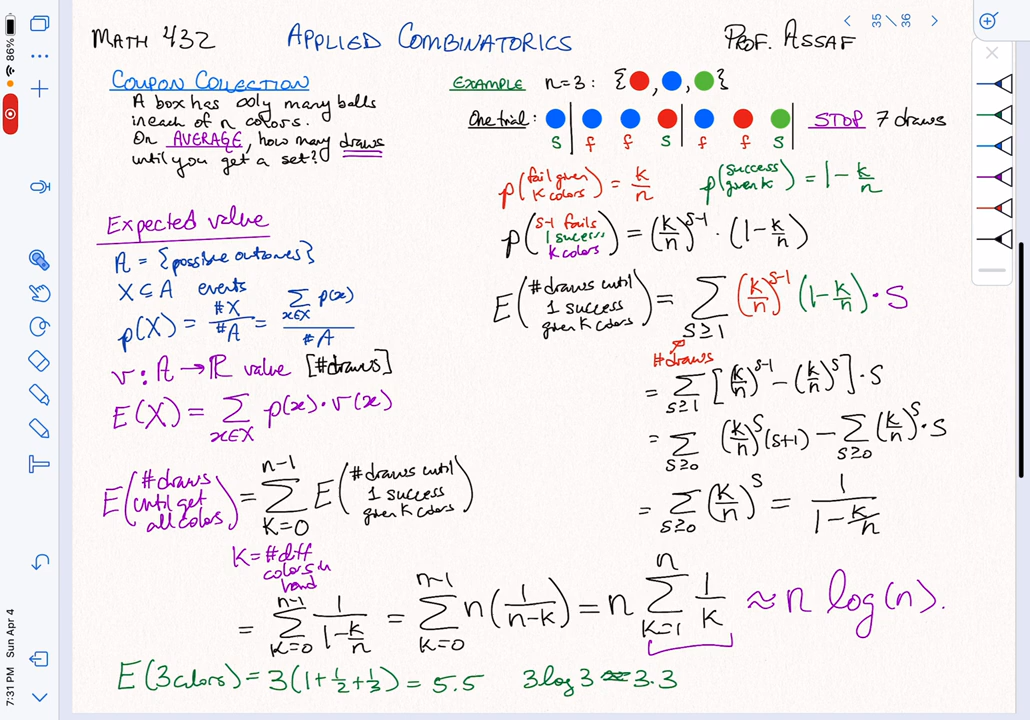 MATH 432 APPLIED COMBINATORICS PROF. ASSAF
35 / 36
86%
7:31 PM Sun Apr 4
COUPON COLLECTION
A box has ∞ly many balls
in each of n colors.
On AVERAGE, how many draws
until you get a set?
Expected value
A = {possible outcomes}
X ⊆ A events
p(X) = #X / #A = Σ_{x∈X} p(x) / #A
v : A → ℝ value [#draws]
E(X) = Σ_{x∈X} p(x) · v(x)
EXAMPLE n=3 : { , , }
One trial: STOP 7 draws
s f f s f f s
p(fail given k colors) = k/n p(success given k) = 1 - k/n
p(s-1 fails 1 success k colors) = (k/n)^{s-1} · (1 - k/n)
E(#draws until 1 success given k colors) = Σ_{s≥1} (k/n)^{s-1} (1 - k/n) · s
#draws
= Σ_{s≥1} [(k/n)^{s-1} - (k/n)^s] · s
= Σ_{s≥0} (k/n)^s (s+1) - Σ_{s≥0} (k/n)^s · s
= Σ_{s≥0} (k/n)^s = 1 / (1 - k/n)
E(#draws until get all colors) = Σ_{k=0}^{n-1} E(#draws until 1 success given k colors)
k = #diff
colors in
hand
= Σ_{k=0}^{n-1} 1/(1 - k/n) = Σ_{k=0}^{n-1} n(1/(n-k)) = n Σ_{k=1}^{n} 1/k ≈ n log(n).
E(3 colors) = 3(1 + 1/2 + 1/3) = 5.5 3 log 3 ≈ 3.3